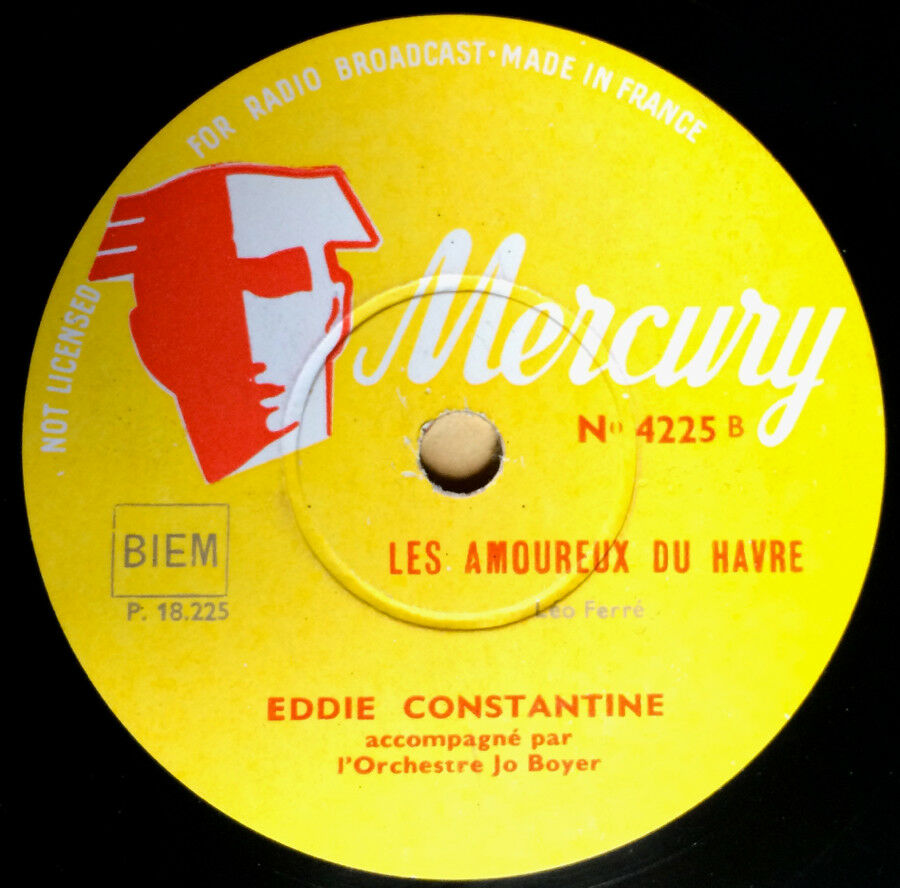 NOT LICENSED FOR RADIO BROADCAST • MADE IN FRANCE
Mercury
Nº 4225 B
BIEM
P. 18.225
LES AMOUREUX DU HAVRE
Léo Ferré
EDDIE CONSTANTINE
accompagné par
l'Orchestre Jo Boyer